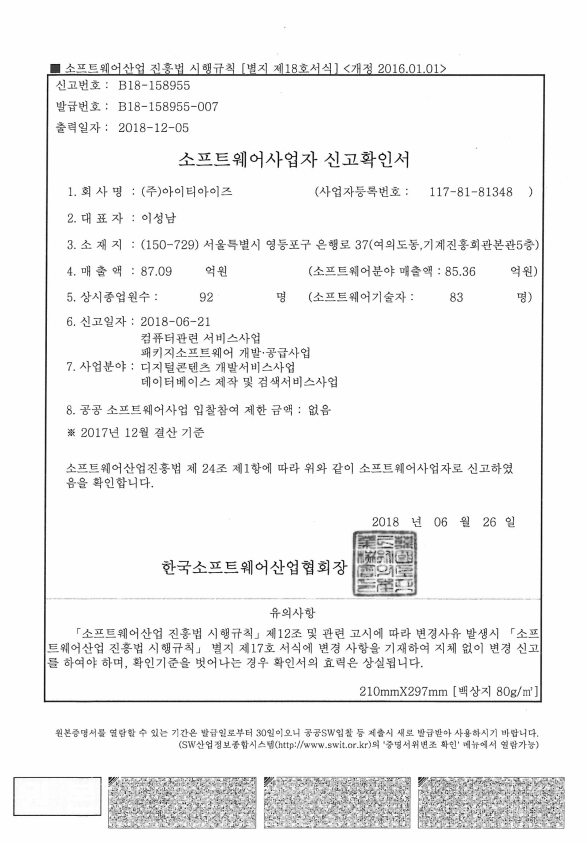 ■ 소프트웨어산업 진흥법 시행규칙 [별지 제18호서식] <개정 2016.01.01>
신고번호 : B18-158955
발급번호 : B18-158955-007
출력일자 : 2018-12-05
소프트웨어사업자 신고확인서
1. 회 사 명 : (주)아이티아이즈 (사업자등록번호 : 117-81-81348 )
2. 대 표 자 : 이성남
3. 소 재 지 : (150-729) 서울특별시 영등포구 은행로 37(여의도동,기계진흥회관본관5층)
4. 매 출 액 : 87.09 억원 (소프트웨어분야 매출액 : 85.36 억원)
5. 상시종업원수 : 92 명 (소프트웨어기술자 : 83 명)
6. 신고일자 : 2018-06-21
컴퓨터관련 서비스사업
패키지소프트웨어 개발·공급사업
7. 사업분야 : 디지털콘텐츠 개발서비스사업
데이터베이스 제작 및 검색서비스사업
8. 공공 소프트웨어사업 입찰참여 제한 금액 : 없음
※ 2017년 12월 결산 기준
소프트웨어산업진흥법 제 24조 제1항에 따라 위와 같이 소프트웨어사업자로 신고하였
음을 확인합니다.
2018 년 06 월 26 일
한국소프트웨어산업협회장
유의사항
「소프트웨어산업 진흥법 시행규칙」제12조 및 관련 고시에 따라 변경사유 발생시 「소프
트웨어산업 진흥법 시행규칙」 별지 제17호 서식에 변경 사항을 기재하여 지체 없이 변경 신고
를 하여야 하며, 확인기준을 벗어나는 경우 확인서의 효력은 상실됩니다.
210mmX297mm [백상지 80g/㎡]
원본증명서를 열람할 수 있는 기간은 발급일로부터 30일이오니 공공SW입찰 등 제출시 새로 발급받아 사용하시기 바랍니다.
(SW산업정보종합시스템(http://www.swit.or.kr)의 '증명서위변조 확인' 메뉴에서 열람가능)